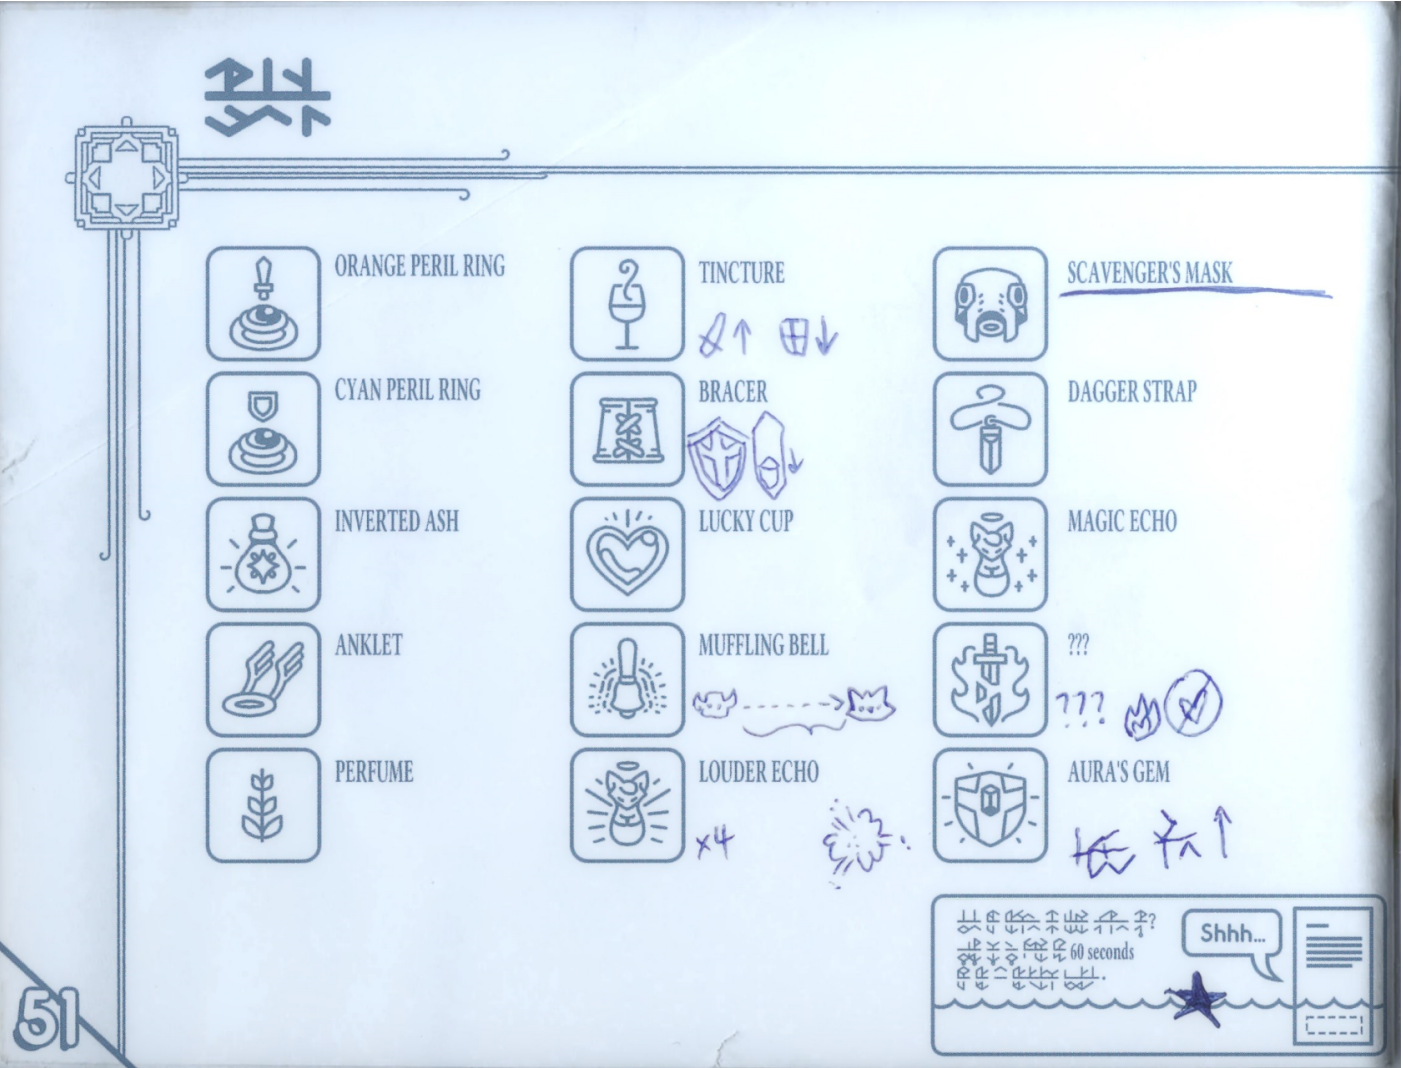 ORANGE PERIL RING
CYAN PERIL RING
INVERTED ASH
ANKLET
PERFUME
TINCTURE
BRACER
LUCKY CUP
MUFFLING BELL
LOUDER ECHO
x4
SCAVENGER'S MASK
DAGGER STRAP
MAGIC ECHO
???
???
AURA'S GEM
?
60 seconds
Shhh...
51